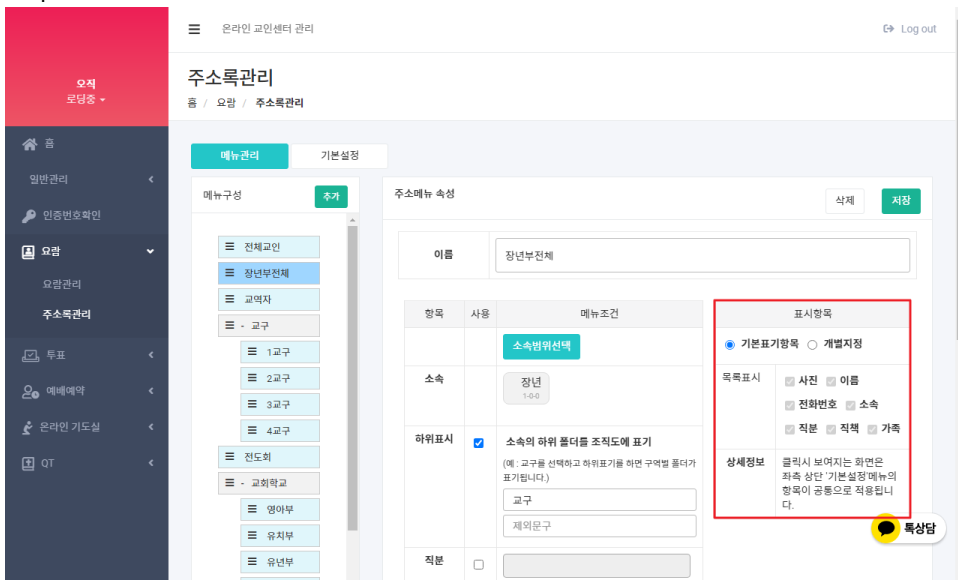 온라인 교인센터 관리
Log out
오직
로딩중
주소록관리
홈 / 요람 / 주소록관리
홈
일반관리
인증번호확인
요람
요람관리
주소록관리
투표
예배예약
온라인 기도실
QT
메뉴관리
기본설정
메뉴구성
추가
전체교인
장년부전체
교역자
- 교구
1교구
2교구
3교구
4교구
전도회
- 교회학교
영아부
유치부
유년부
주소메뉴 속성
삭제
저장
이름
장년부전체
항목 사용 메뉴조건
소속범위선택
소속
장년
1-0-0
하위표시
소속의 하위 폴더를 조직도에 표기
(예 : 교구를 선택하고 하위표기를 하면 구역별 폴더가
표기됩니다.)
교구
제외문구
직분
표시항목
기본표기항목 개별지정
목록표시
사진 이름
전화번호 소속
직분 직책 가족
상세정보
클릭시 보여지는 화면은
좌측 상단 '기본설정'메뉴의
항목이 공통으로 적용됩니
다.
톡상담